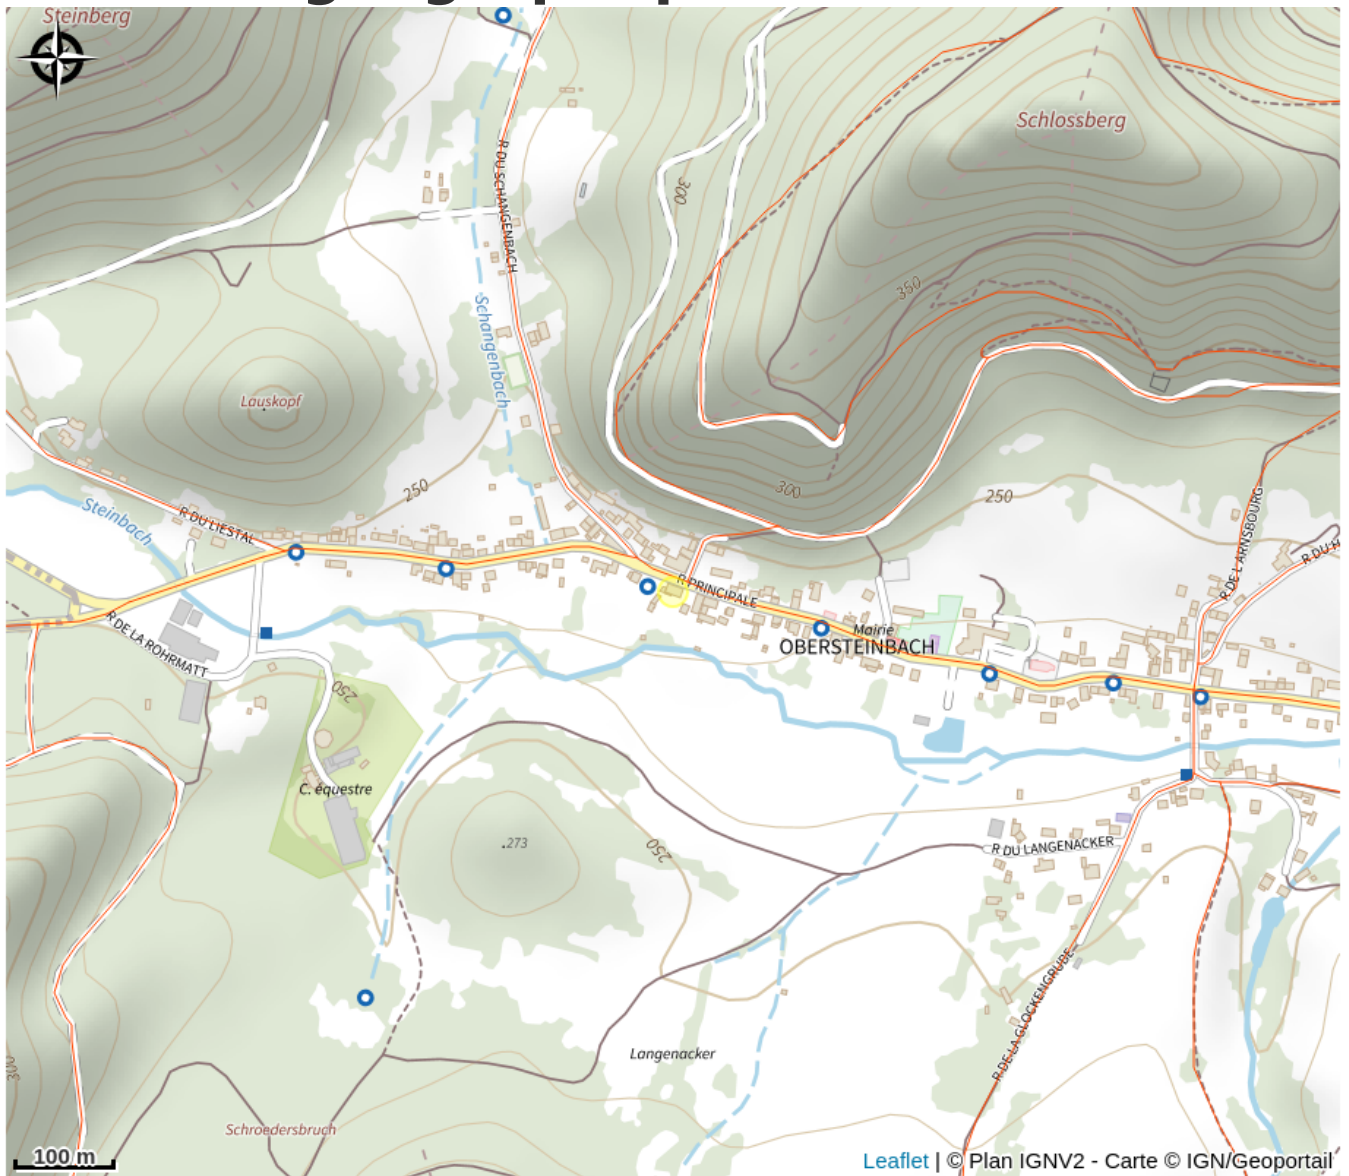 Steinberg
Schlossberg
R DU SCHANGENBACH
300
350
Schangenbach
Lauskopf
250
300
250
Steinbach
R DU LIESTAL
R DE L'ARNSBOURG
R DU H
R PRINCIPALE
Mairie
OBERSTEINBACH
R DE LA ROHRMATT
250
C. équestre
273
250
R DU LANGENACKER
R DE LA GLOCKENGRUBE
Langenacker
300
Schroedersbruch
100 m
Leaflet | © Plan IGNV2 - Carte © IGN/Geoportail